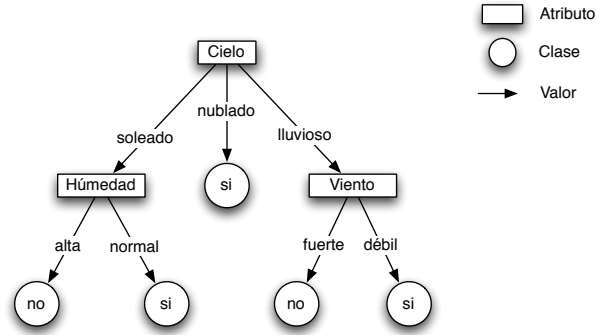 Atributo
Cielo
Clase
nublado
Valor
soleado
lluvioso
Húmedad
si
Viento
alta
normal
fuerte
débil
no
si
no
si